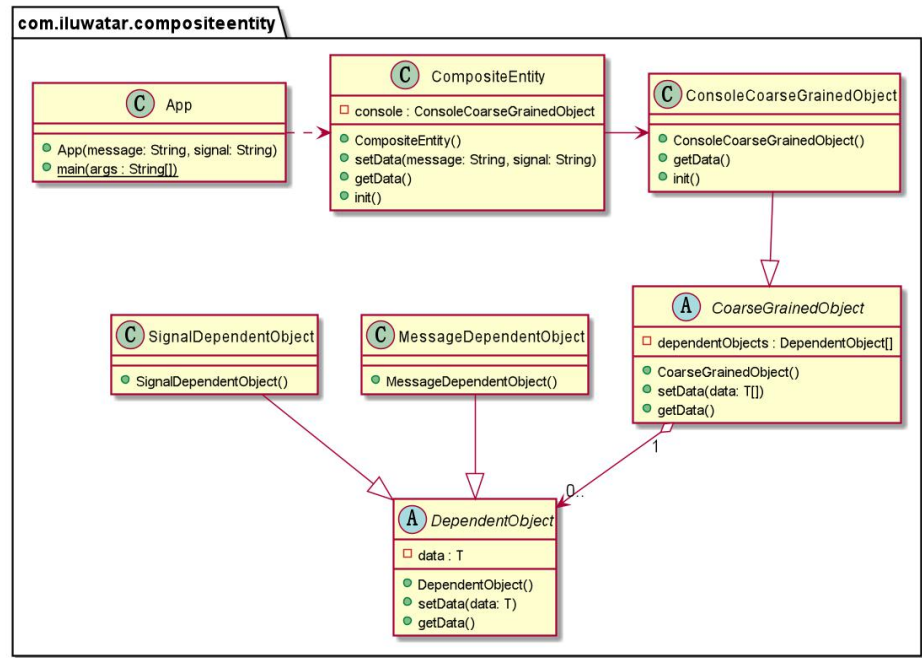 com.iluwatar.compositeentity
C App
App(message: String, signal: String)
main(args : String[])
C CompositeEntity
console : ConsoleCoarseGrainedObject
CompositeEntity()
setData(message: String, signal: String)
getData()
init()
C ConsoleCoarseGrainedObject
ConsoleCoarseGrainedObject()
getData()
init()
C SignalDependentObject
SignalDependentObject()
C MessageDependentObject
MessageDependentObject()
A CoarseGrainedObject
dependentObjects : DependentObject[]
CoarseGrainedObject()
setData(data: T[])
getData()
1
0..
A DependentObject
data : T
DependentObject()
setData(data: T)
getData()